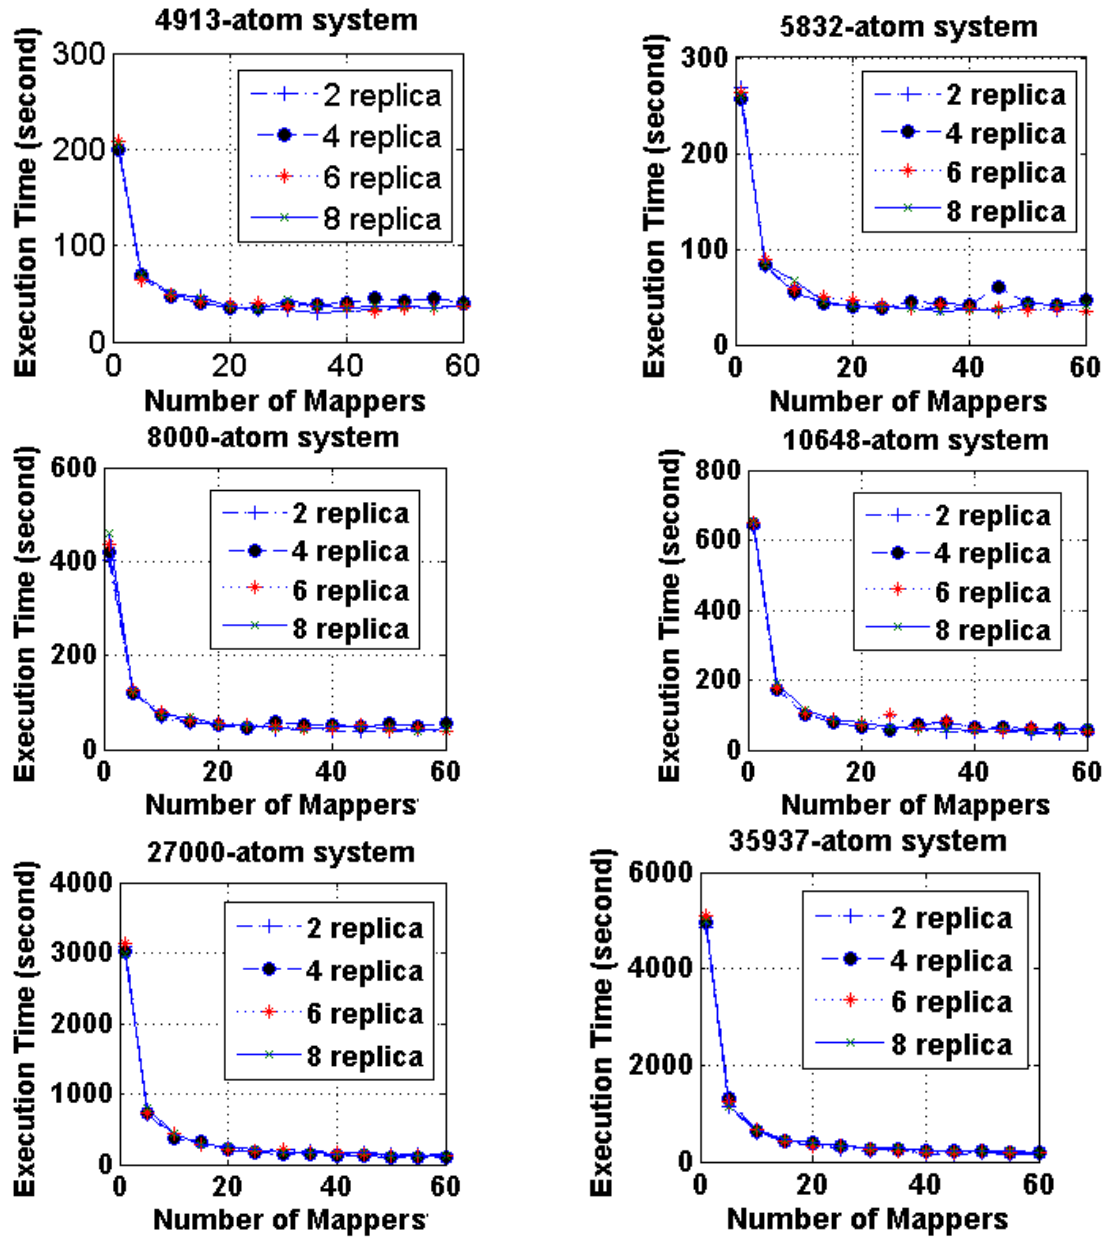 4913-atom system
Execution Time (second)
300
200
100
0
2 replica
4 replica
6 replica
8 replica
0 20 40 60
Number of Mappers
5832-atom system
Execution Time (second)
300
200
100
0
2 replica
4 replica
6 replica
8 replica
0 20 40 60
Number of Mappers
8000-atom system
Execution Time (second)
600
400
200
0
2 replica
4 replica
6 replica
8 replica
0 20 40 60
Number of Mappers
10648-atom system
Execution Time (second)
800
600
400
200
0
2 replica
4 replica
6 replica
8 replica
0 20 40 60
Number of Mappers
27000-atom system
Execution Time (second)
4000
3000
2000
1000
0
2 replica
4 replica
6 replica
8 replica
0 20 40 60
Number of Mappers
35937-atom system
Execution Time (second)
6000
4000
2000
0
2 replica
4 replica
6 replica
8 replica
0 20 40 60
Number of Mappers